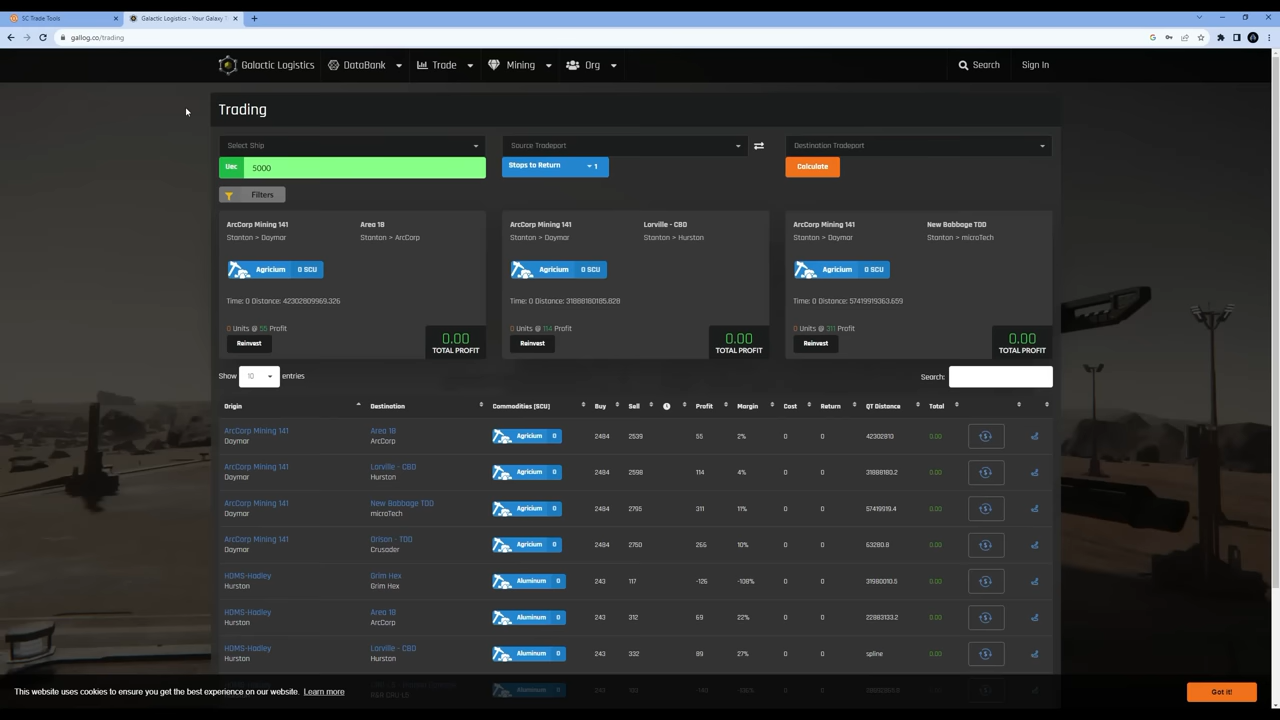 SC Trade Tools
Galactic Logistics - Your Galaxy T
gallog.co/trading
Galactic Logistics
DataBank
Trade
Mining
Org
Search
Sign In
Trading
Select Ship
Source Tradeport
Destination Tradeport
Uec 5000
Stops to Return 1
Calculate
Filters
ArcCorp Mining 141 Area 18
Stanton > Daymar Stanton > ArcCorp
Agricium 0 SCU
Time: 0 Distance: 42302809969.326
0 Units @ 55 Profit
Reinvest
0.00
TOTAL PROFIT
ArcCorp Mining 141 Lorville - CBD
Stanton > Daymar Stanton > Hurston
Agricium 0 SCU
Time: 0 Distance: 31888180185.828
0 Units @ 114 Profit
Reinvest
0.00
TOTAL PROFIT
ArcCorp Mining 141 New Babbage TDD
Stanton > Daymar Stanton > microTech
Agricium 0 SCU
Time: 0 Distance: 57419919363.659
0 Units @ 311 Profit
Reinvest
0.00
TOTAL PROFIT
Show 10 entries
Search:
Origin Destination Commodities (SCU) Buy Sell Profit Margin Cost Return QT Distance Total
ArcCorp Mining 141 Area 18 Agricium 0 2484 2539 55 2% 0 0 42302810 0.00
Daymar ArcCorp
ArcCorp Mining 141 Lorville - CBD Agricium 0 2484 2598 114 4% 0 0 31888180.2 0.00
Daymar Hurston
ArcCorp Mining 141 New Babbage TDD Agricium 0 2484 2795 311 11% 0 0 57419919.4 0.00
Daymar microTech
ArcCorp Mining 141 Orison - TDD Agricium 0 2484 2750 266 10% 0 0 63280.8 0.00
Daymar Crusader
HDMS-Hadley Grim Hex Aluminum 0 243 117 -126 -108% 0 0 31980010.5 0.00
Hurston Grim Hex
HDMS-Hadley Area 18 Aluminum 0 243 312 69 22% 0 0 22883133.2 0.00
Hurston ArcCorp
HDMS-Hadley Lorville - CBD Aluminum 0 243 332 89 27% 0 0 spline 0.00
Hurston Hurston
This website uses cookies to ensure you get the best experience on our website. Learn more
Got it!